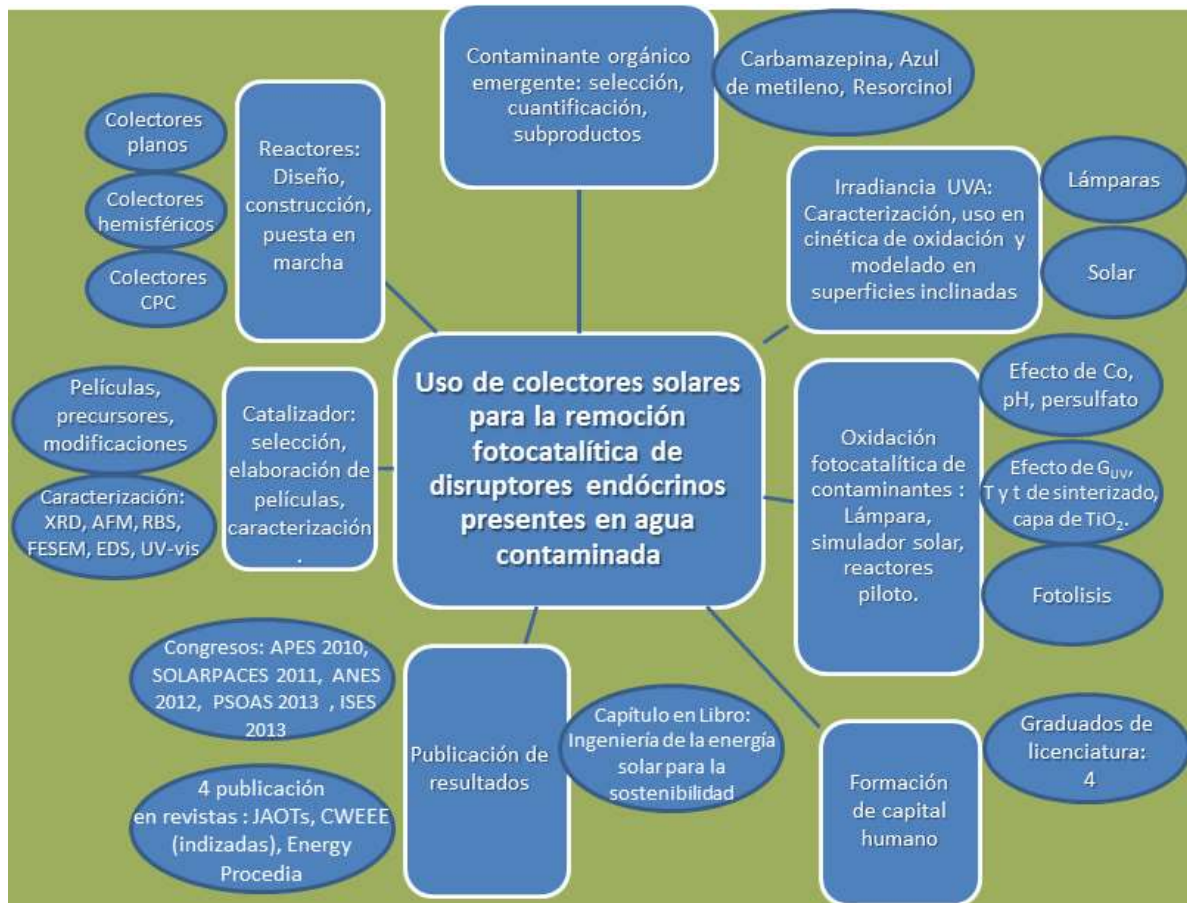 Contaminante orgánico
emergente: selección,
cuantificación,
subproductos
Carbamazepina, Azul
de metileno, Resorcinol
Colectores
planos
Colectores
hemisféricos
Colectores
CPC
Reactores:
Diseño,
construcción,
puesta en
marcha
Irradiancia UVA:
Caracterización, uso en
cinética de oxidación y
modelado en
superficies inclinadas
Lámparas
Solar
Uso de colectores solares
para la remoción
fotocatalítica de
disruptores endócrinos
presentes en agua
contaminada
Películas,
precursores,
modificaciones
Caracterización:
XRD, AFM, RBS,
FESEM, EDS, UV-vis
Catalizador:
selección,
elaboración de
películas,
caracterización
.
Oxidación
fotocatalítica de
contaminantes :
Lámpara,
simulador solar,
reactores
piloto.
Efecto de Co,
pH, persulfato
Efecto de G<sub>UV</sub>,
T y t de sinterizado,
capa de TiO₂.
Fotolisis
Congresos: APES 2010,
SOLARPACES 2011, ANES
2012, PSOAS 2013 , ISES
2013
4 publicación
en revistas : JAOTs, CWEEE
(indizadas), Energy
Procedia
Publicación de
resultados
Capítulo en Libro:
Ingeniería de la energía
solar para la
sostenibilidad
Formación
de capital
humano
Graduados de
licenciatura:
4